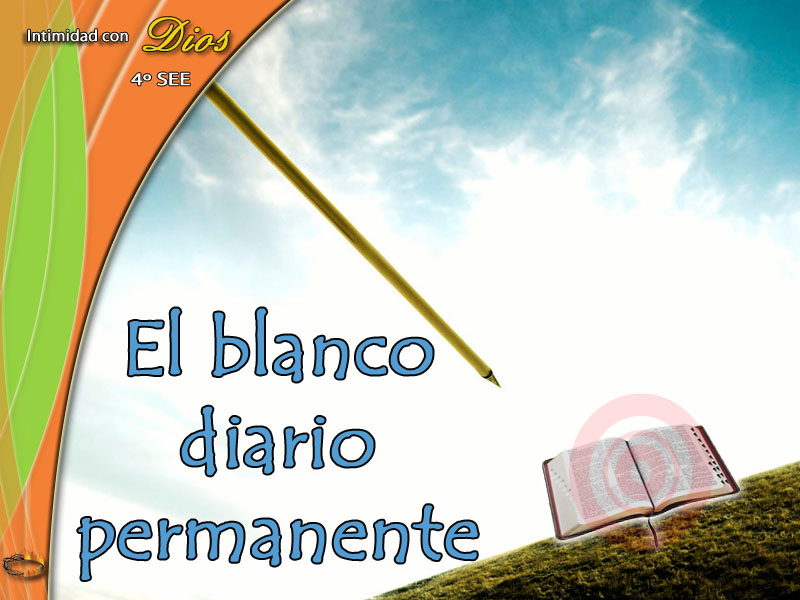 Intimidad con Dios
4º SEE
El blanco
diario
permanente